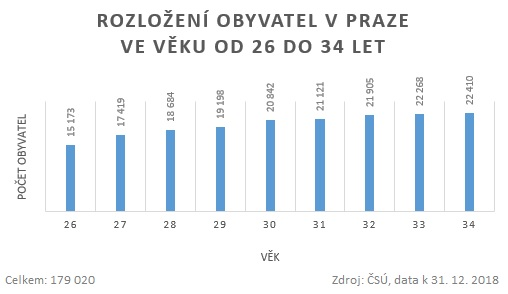 ROZLOŽENÍ OBYVATEL V PRAZE
VE VĚKU OD 26 DO 34 LET
POČET OBYVATEL
15 173
17 419
18 684
19 198
20 842
21 121
21 905
22 268
22 410
26 27 28 29 30 31 32 33 34
VĚK
Celkem: 179 020
Zdroj: ČSÚ, data k 31. 12. 2018